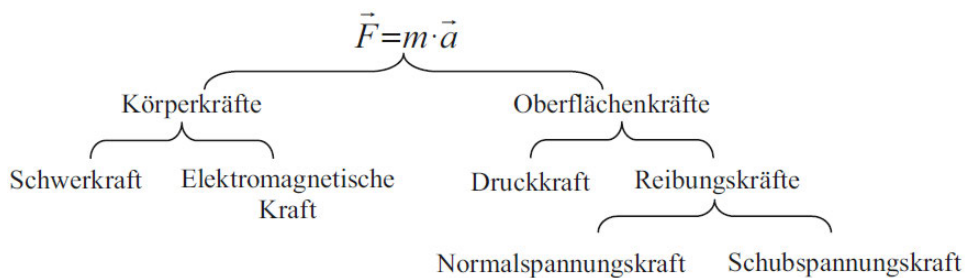 F⃗=m·a⃗
Körperkräfte
Oberflächenkräfte
Schwerkraft
Elektromagnetische
Kraft
Druckkraft
Reibungskräfte
Normalspannungskraft
Schubspannungskraft